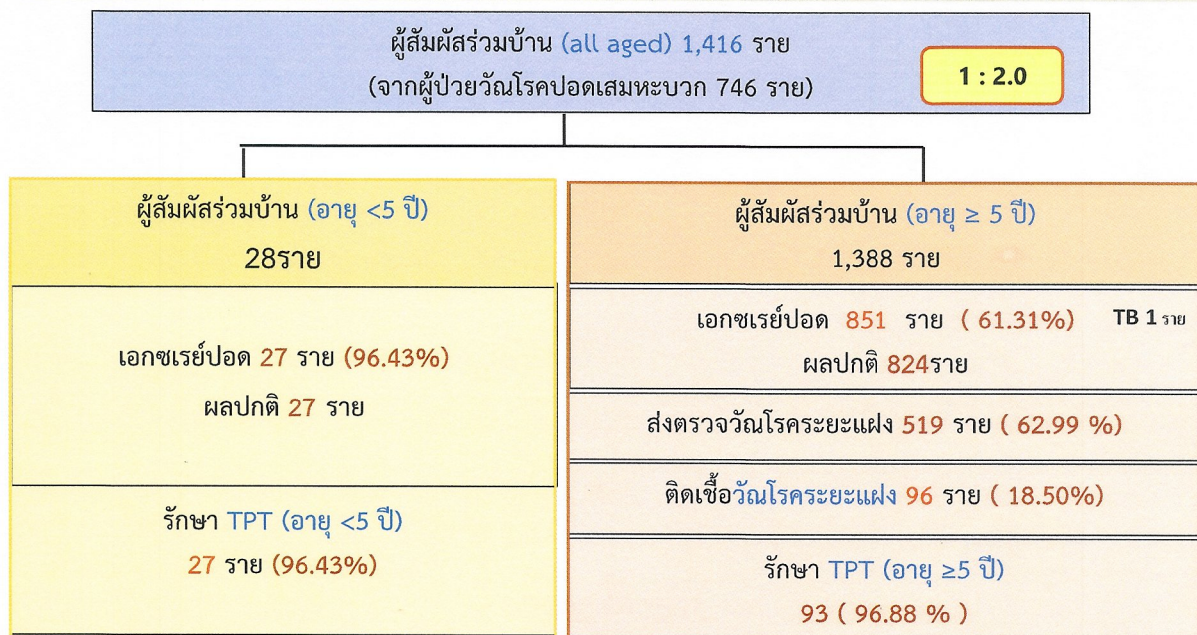 ผู้สัมผัสร่วมบ้าน (all aged) 1,416 ราย
(จากผู้ป่วยวัณโรคปอดเสมหะบวก 746 ราย)
1 : 2.0
ผู้สัมผัสร่วมบ้าน (อายุ <5 ปี)
28ราย
เอกซเรย์ปอด 27 ราย (96.43%)
ผลปกติ 27 ราย
รักษา TPT (อายุ <5 ปี)
27 ราย (96.43%)
ผู้สัมผัสร่วมบ้าน (อายุ ≥ 5 ปี)
1,388 ราย
เอกซเรย์ปอด 851 ราย ( 61.31%) TB 1 ราย
ผลปกติ 824ราย
ส่งตรวจวัณโรคระยะแฝง 519 ราย ( 62.99 %)
ติดเชื้อวัณโรคระยะแฝง 96 ราย ( 18.50%)
รักษา TPT (อายุ ≥5 ปี)
93 ( 96.88 % )